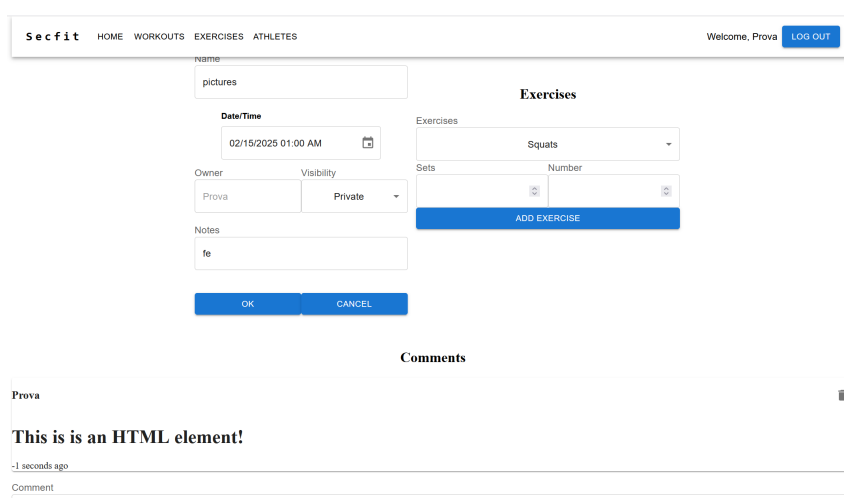 Secfit HOME WORKOUTS EXERCISES ATHLETES Welcome, Prova LOG OUT
Name
pictures
Date/Time
02/15/2025 01:00 AM
Owner Visibility
Prova Private
Notes
fe
OK CANCEL
Exercises
Exercises
Squats
Sets Number
ADD EXERCISE
Comments
Prova
This is is an HTML element!
-1 seconds ago
Comment